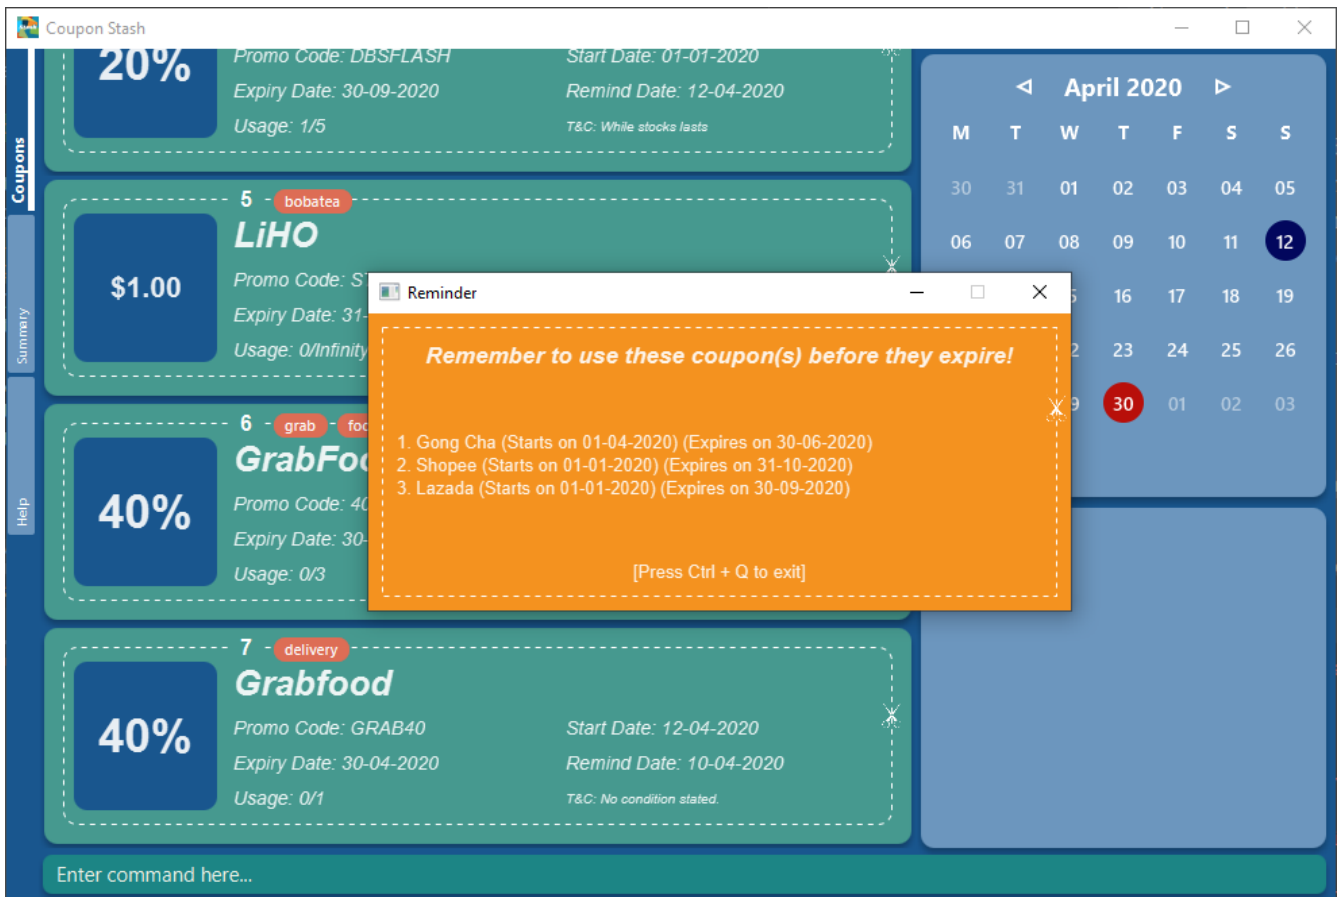 Coupon Stash
Coupons
Summary
Help
20%
Promo Code: DBSFLASH
Start Date: 01-01-2020
Expiry Date: 30-09-2020
Remind Date: 12-04-2020
Usage: 1/5
T&C: While stocks lasts
5 - bobatea
LiHO
$1.00
Promo Code:
Expiry Date: 31-
Usage: 0/Infinity
6 - grab -
40%
Promo Code: 40
Expiry Date: 30-
Usage: 0/3
7 - delivery
Grabfood
40%
Promo Code: GRAB40
Start Date: 12-04-2020
Expiry Date: 30-04-2020
Remind Date: 10-04-2020
Usage: 0/1
T&C: No condition stated.
Reminder
Remember to use these coupon(s) before they expire!
1. Gong Cha (Starts on 01-04-2020) (Expires on 30-06-2020)
2. Shopee (Starts on 01-01-2020) (Expires on 31-10-2020)
3. Lazada (Starts on 01-01-2020) (Expires on 30-09-2020)
[Press Ctrl + Q to exit]
April 2020
M T W T F S S
30 31 01 02 03 04 05
06 07 08 09 10 11 12
16 17 18 19
23 24 25 26
30 01 02 03
Enter command here...